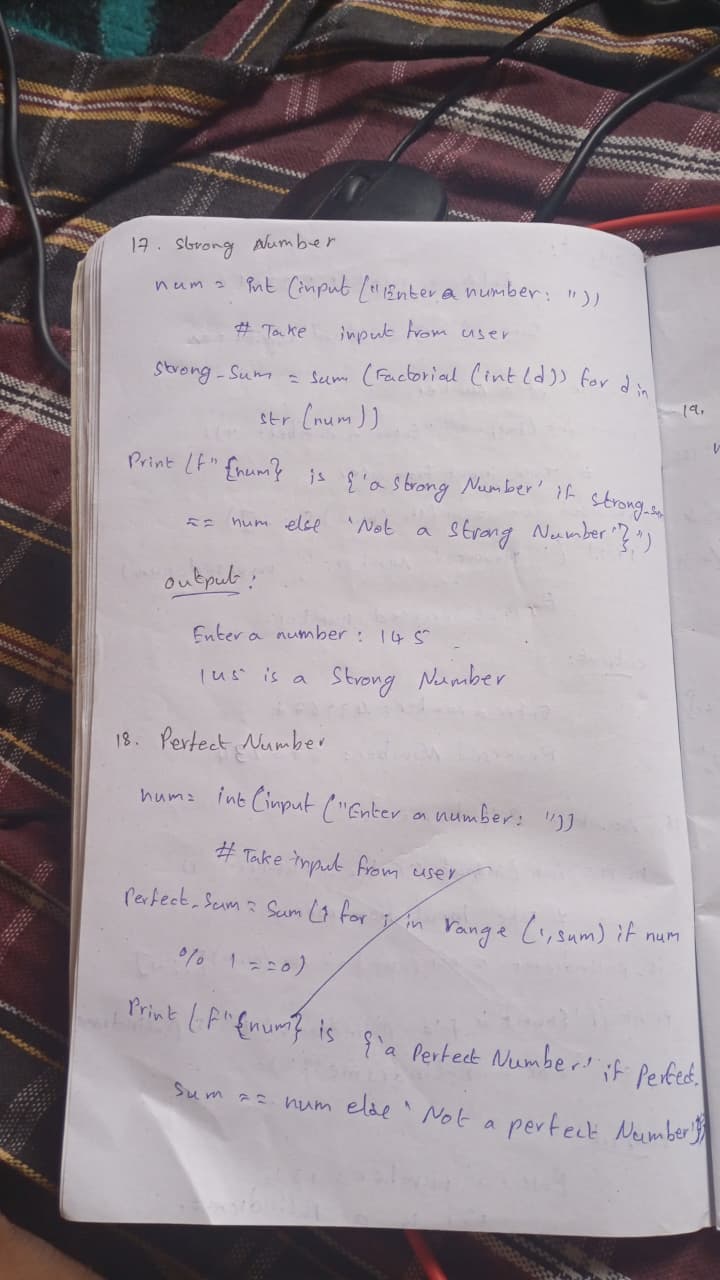 17. Strong Number
num = int (input ("Enter a number: "))
# Take input from user
Strong_Sum = sum (Factorial (int (d)) for d in
str (num))
Print (f" {num} is {'a Strong Number' if strong_sum
== num else 'Not a Strong Number'}")
output:
Enter a number : 145
145 is a Strong Number
18. Perfect Number
num = int (input ("Enter a number: "))
# Take input from user
Perfect_Sum = Sum (i for i in range (1, sum) if num
% i == 0)
Print (f" {num} is {'a Perfect Number' if Perfect_
Sum == num else 'Not a perfect Number'}
19.